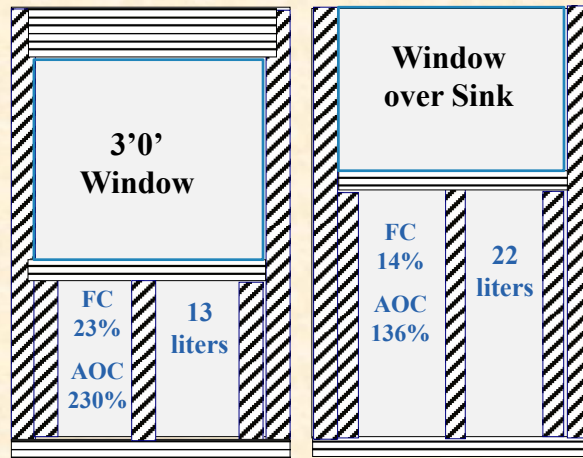 3’0’
Window
FC
23%
AOC
230%
13
liters
Window
over Sink
FC
14%
AOC
136%
22
liters